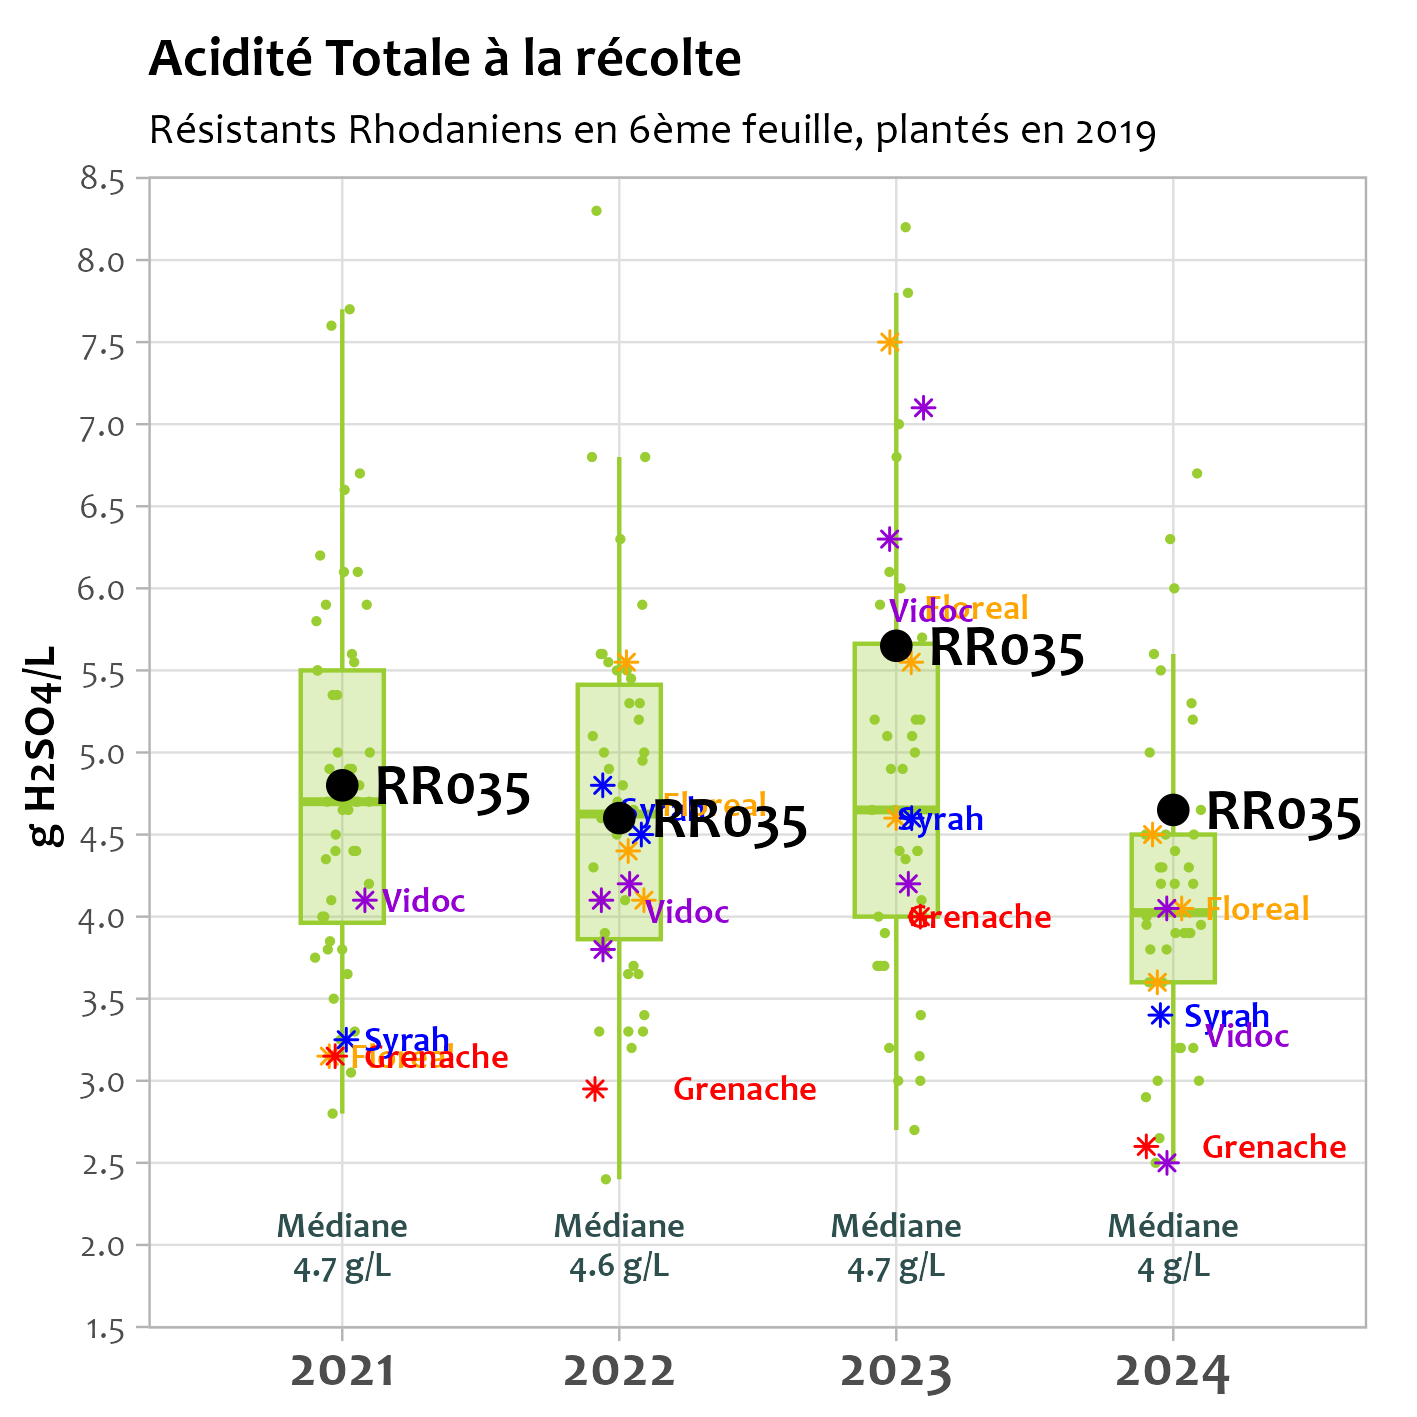 Acidité Totale à la récolte
Résistants Rhodaniens en 6ème feuille, plantés en 2019
g H2SO4/L
8.5
8.0
7.5
7.0
6.5
6.0
5.5
5.0
4.5
4.0
3.5
3.0
2.5
2.0
1.5
RR035
Vidoc
Syrah
Floreal
Grenache
Médiane
4.7 g/L
Syrah
Floreal
RR035
Vidoc
Grenache
Médiane
4.6 g/L
Vidoc
Floreal
RR035
Syrah
Grenache
Médiane
4.7 g/L
RR035
Floreal
Syrah
Vidoc
Grenache
Médiane
4 g/L
2021
2022
2023
2024